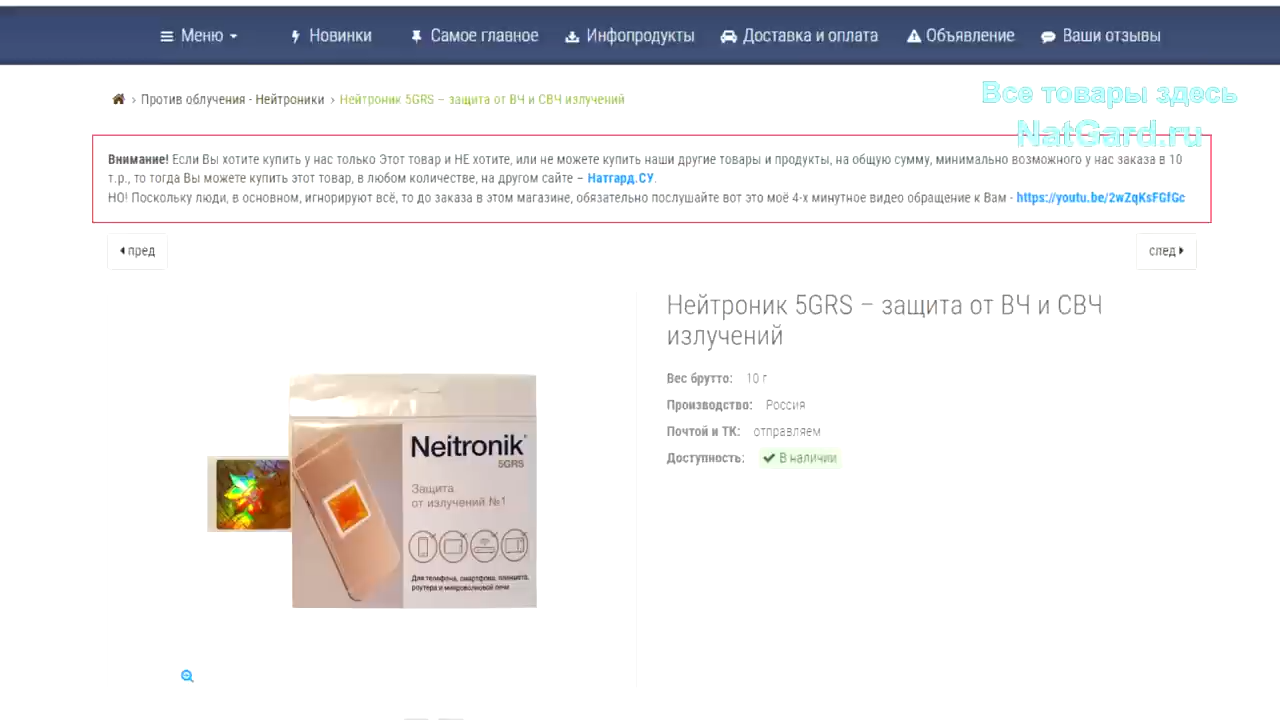 Меню
Новинки
Самое главное
Инфопродукты
Доставка и оплата
Объявление
Ваши отзывы
Против облучения - Нейтроники
Нейтроник 5GRS – защита от ВЧ и СВЧ излучений
Все товары здесь
NatGard.ru
Внимание! Если Вы хотите купить у нас только Этот товар и НЕ хотите, или не можете купить наши другие товары и продукты, на общую сумму, минимально возможного у нас заказа в 10
т.р., то тогда Вы можете купить этот товар, в любом количестве, на другом сайте – Натгард.СУ.
НО! Поскольку люди, в основном, игнорируют всё, то до заказа в этом магазине, обязательно послушайте вот это моё 4-х минутное видео обращение к Вам - https://youtu.be/2wZqKsFGfGc
пред
след
Нейтроник 5GRS – защита от ВЧ и СВЧ
излучений
Вес брутто: 10 г
Производство: Россия
Почтой и ТК: отправляем
Доступность: В наличии
Neitronik
5GRS
Защита
от излучений №1
Для телефона, смартфона, планшета,
роутера и микроволновой печи